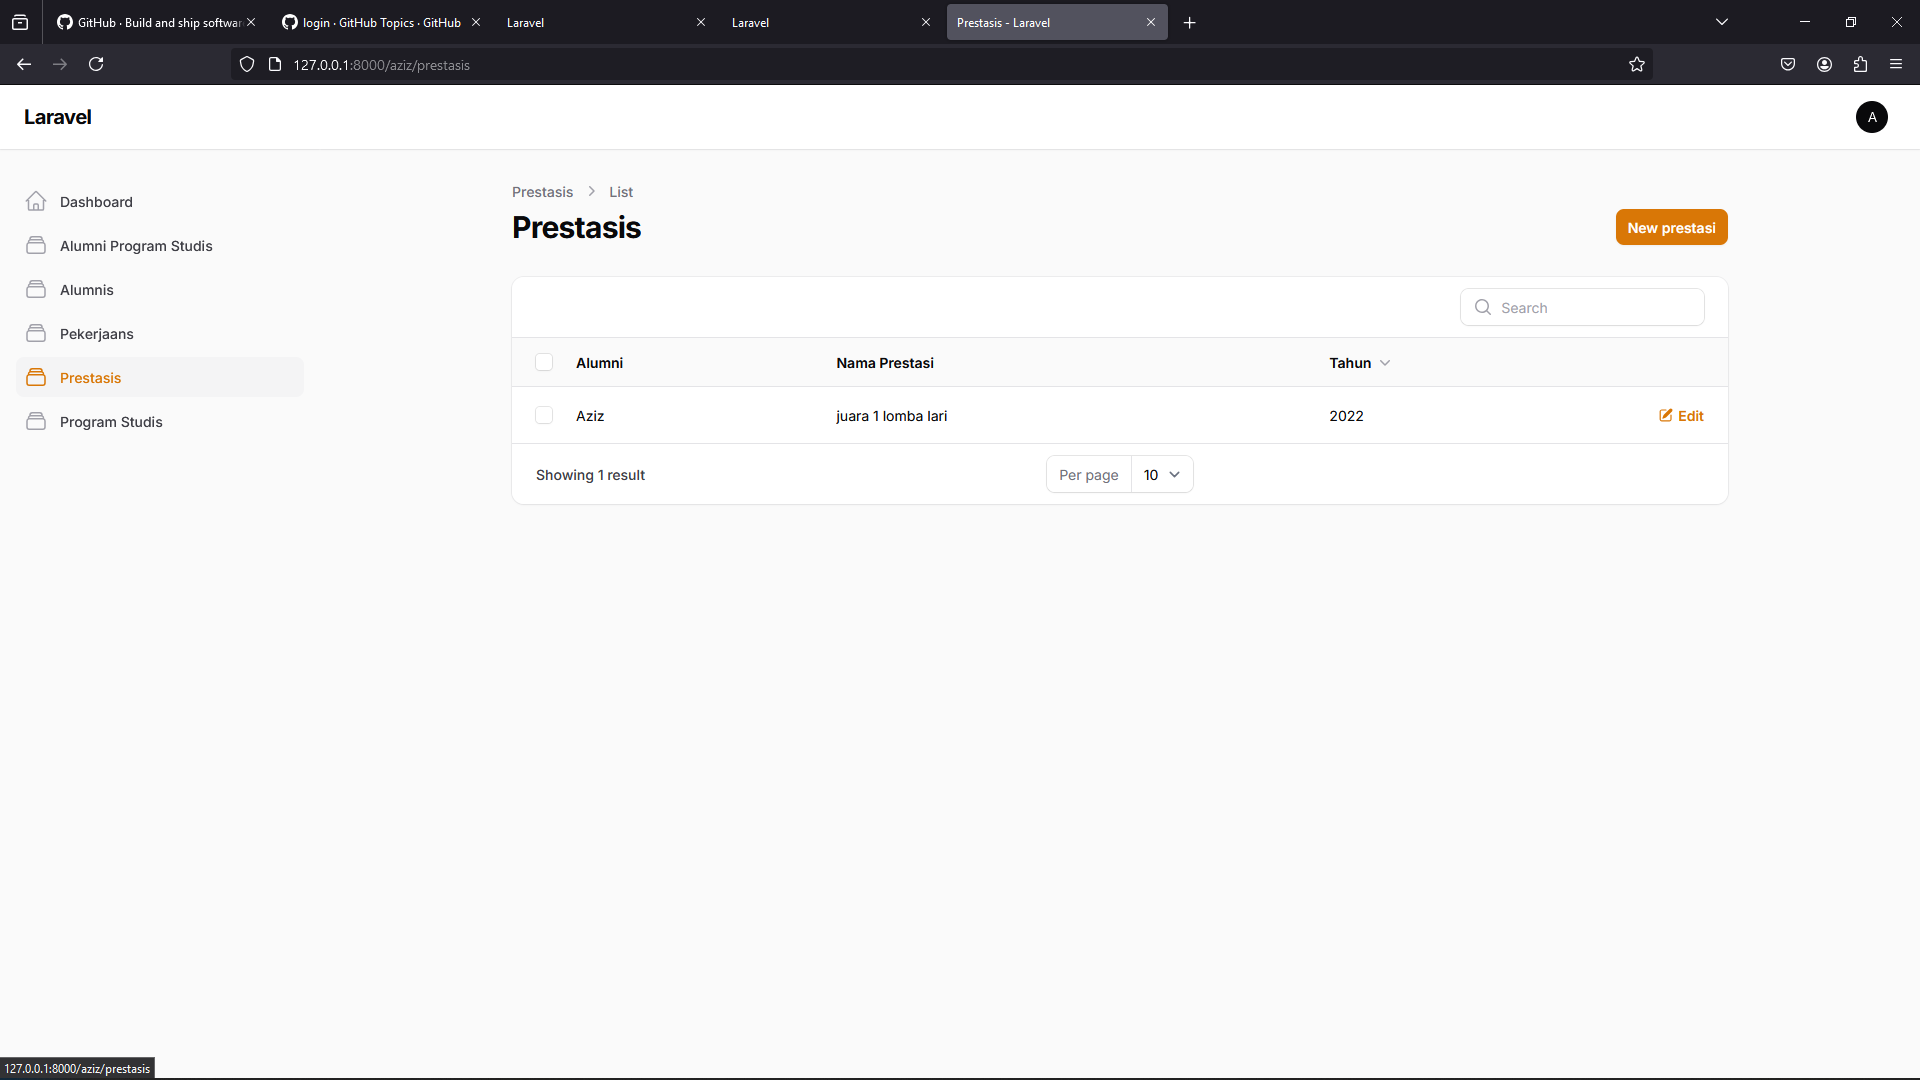 GitHub · Build and ship softwar
login · GitHub Topics · GitHub
Laravel
Laravel
Prestasis - Laravel
127.0.0.1:8000/aziz/prestasis
Laravel
A
Dashboard
Alumni Program Studis
Alumnis
Pekerjaans
Prestasis
Program Studis
Prestasis > List
Prestasis
New prestasi
Search
Alumni Nama Prestasi Tahun
Aziz juara 1 lomba lari 2022 Edit
Showing 1 result Per page 10
127.0.0.1:8000/aziz/prestasis